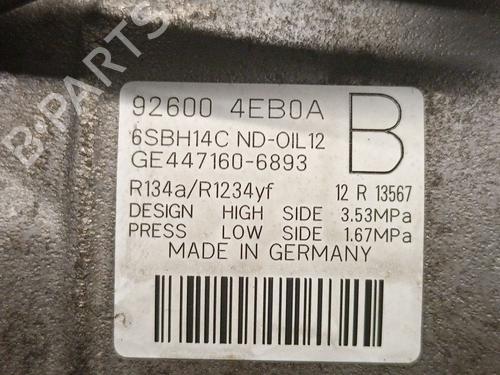 B-PARTS
92600 4EB0A
B
6SBH14C ND-OIL12
GE447160-6893
R134a/R1234yf 12 R 13567
DESIGN HIGH SIDE 3.53MPa
PRESS LOW SIDE 1.67MPa
MADE IN GERMANY